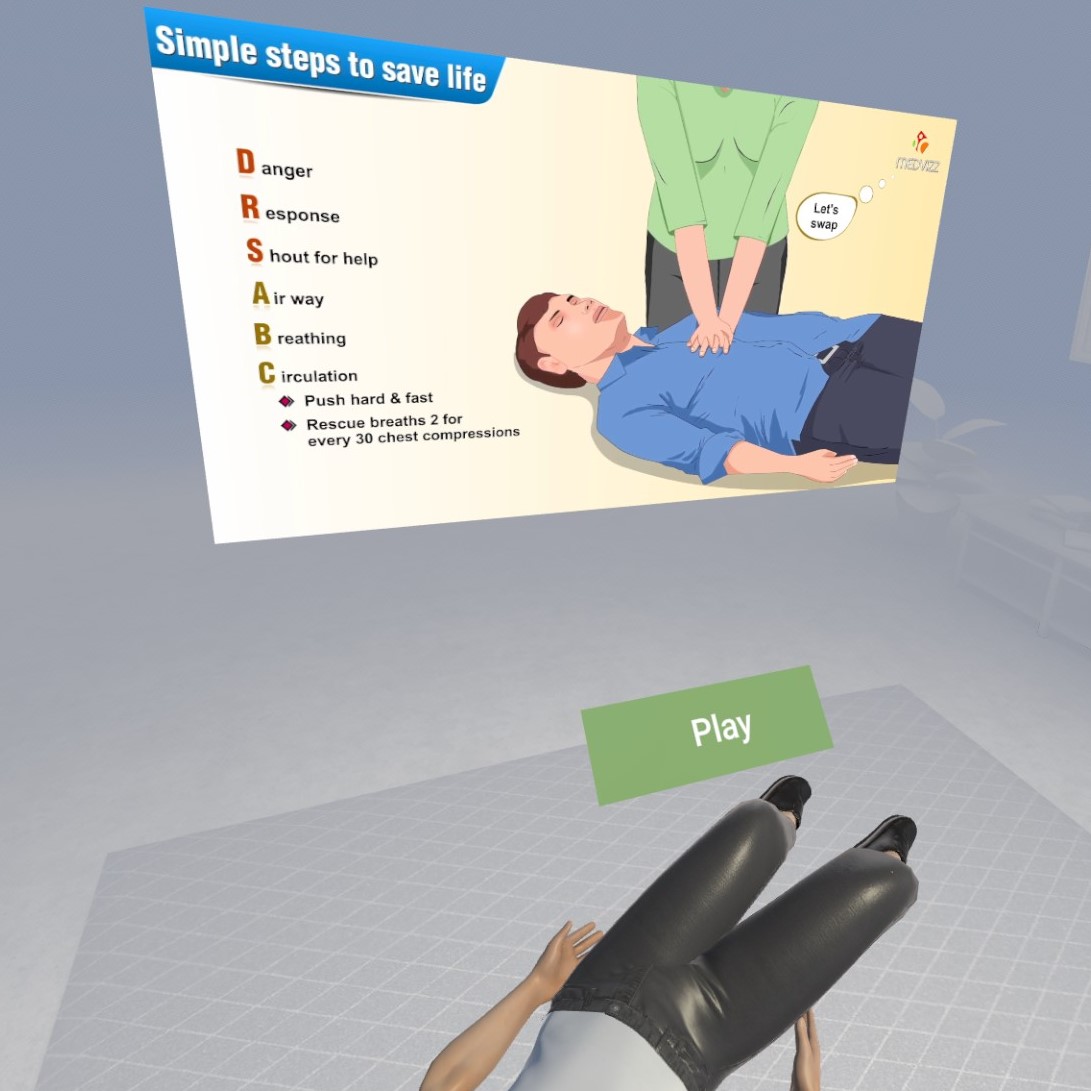 Simple steps to save life
Danger
Response
Shout for help
Air way
Breathing
Circulation
Push hard & fast
Rescue breaths 2 for
every 30 chest compressions
MEDVIZZ
Let's
swap
Play